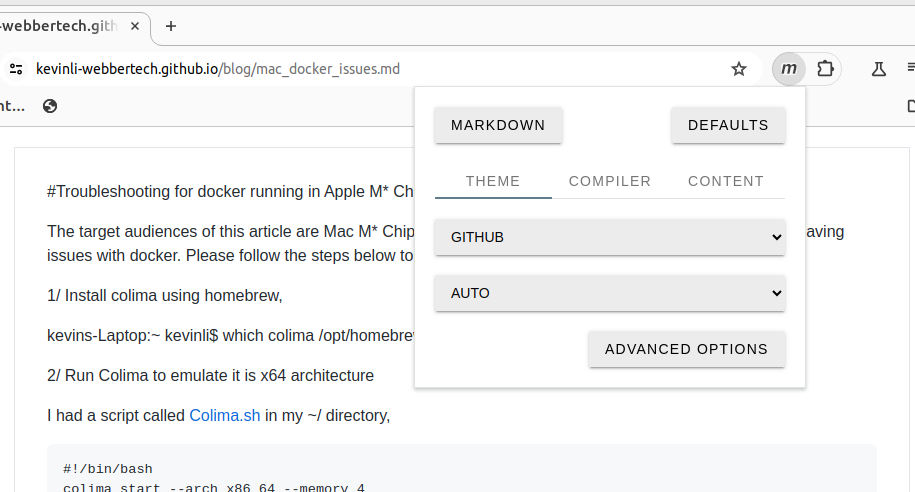 -webbertech.gith
kevinli-webbertech.github.io/blog/mac_docker_issues.md
m
nt...
MARKDOWN
DEFAULTS
THEME COMPILER CONTENT
GITHUB
AUTO
ADVANCED OPTIONS
#Troubleshooting for docker running in Apple M* Ch
The target audiences of this article are Mac M* Chip aving
issues with docker. Please follow the steps below to
1/ Install colima using homebrew,
kevins-Laptop:~ kevinli$ which colima /opt/homebre
2/ Run Colima to emulate it is x64 architecture
I had a script called Colima.sh in my ~/ directory,
#!/bin/bash
colima start --arch x86_64 --memory 4